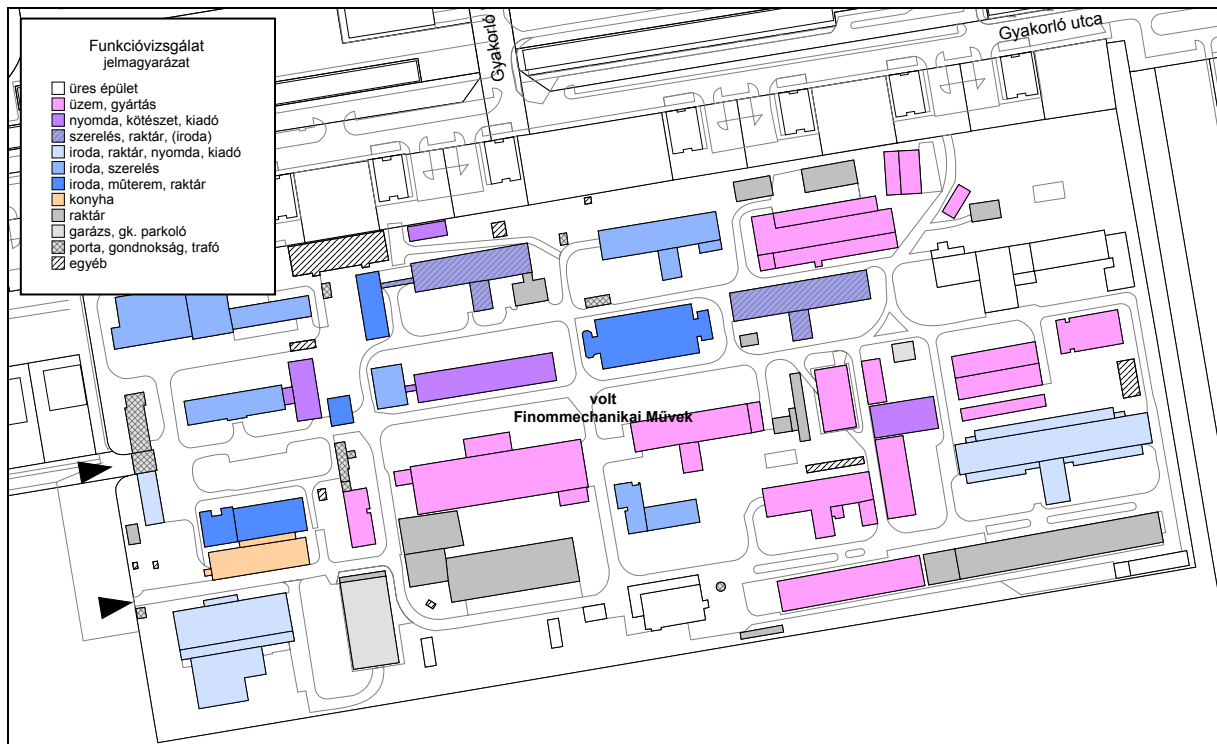 Funkcióvizsgálat
jelmagyarázat
üres épület
üzem, gyártás
nyomda, kötészet, kiadó
szerelés, raktár, (iroda)
iroda, raktár, nyomda, kiadó
iroda, szerelés
iroda, mûterem, raktár
konyha
raktár
garázs, gk. parkoló
porta, gondnokság, trafó
egyéb
Gyakorló
Gyakorló utca
volt
Finommechanikai Művek